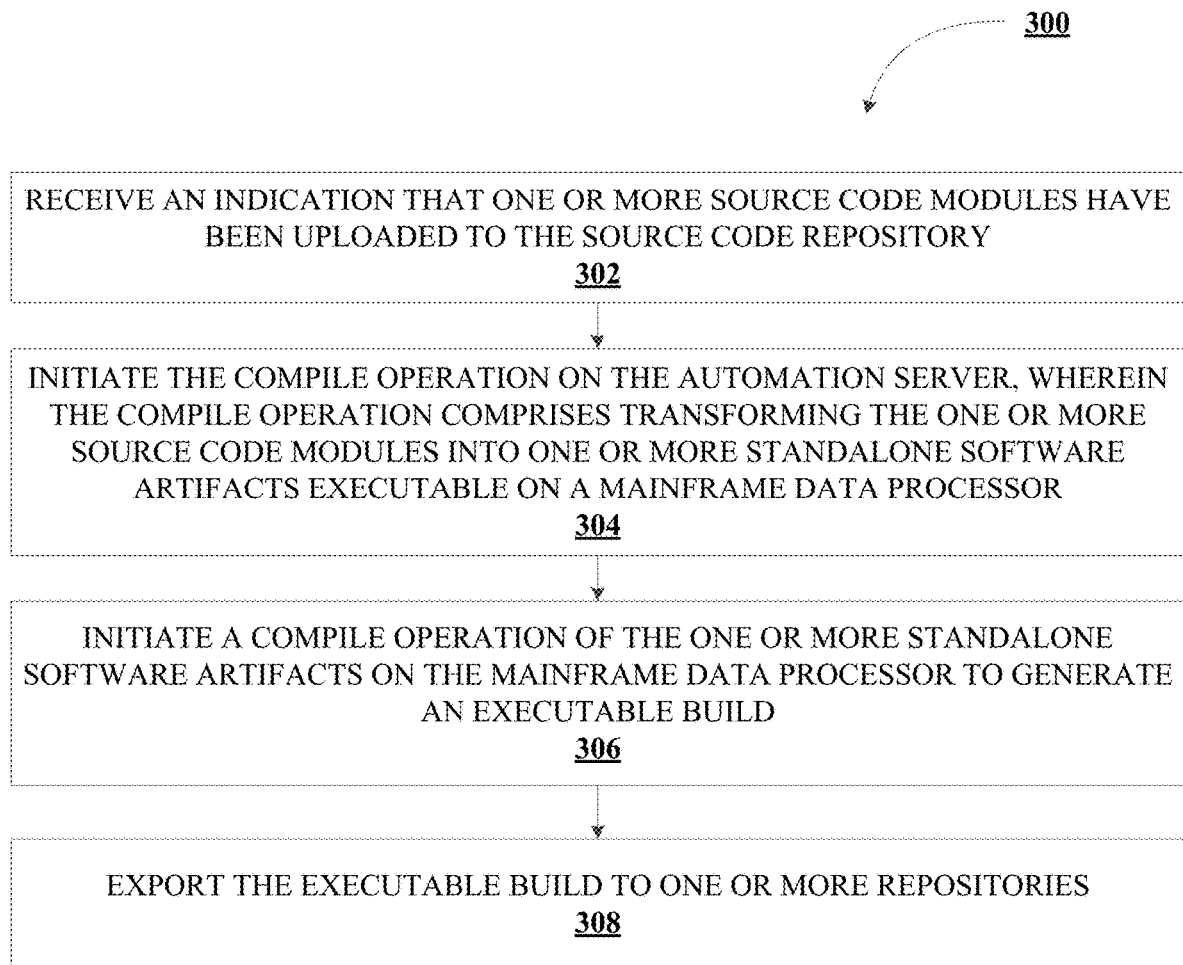 300
RECEIVE AN INDICATION THAT ONE OR MORE SOURCE CODE MODULES HAVE
BEEN UPLOADED TO THE SOURCE CODE REPOSITORY
302
INITIATE THE COMPILE OPERATION ON THE AUTOMATION SERVER, WHEREIN
THE COMPILE OPERATION COMPRISES TRANSFORMING THE ONE OR MORE
SOURCE CODE MODULES INTO ONE OR MORE STANDALONE SOFTWARE
ARTIFACTS EXECUTABLE ON A MAINFRAME DATA PROCESSOR
304
INITIATE A COMPILE OPERATION OF THE ONE OR MORE STANDALONE
SOFTWARE ARTIFACTS ON THE MAINFRAME DATA PROCESSOR TO GENERATE
AN EXECUTABLE BUILD
306
EXPORT THE EXECUTABLE BUILD TO ONE OR MORE REPOSITORIES
308